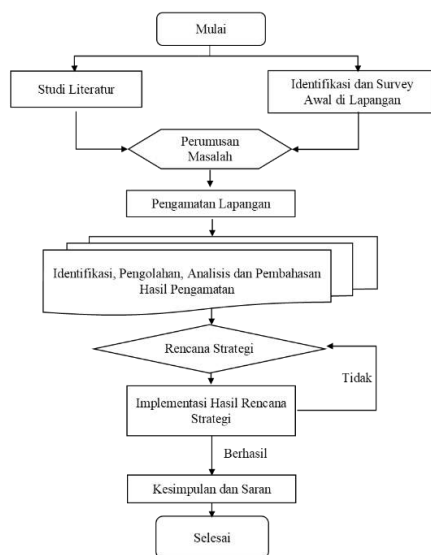 Mulai
Studi Literatur
Identifikasi dan Survey
Awal di Lapangan
Perumusan
Masalah
Pengamatan Lapangan
Identifikasi, Pengolahan, Analisis dan Pembahasan
Hasil Pengamatan
Rencana Strategi
Tidak
Implementasi Hasil Rencana
Strategi
Berhasil
Kesimpulan dan Saran
Selesai